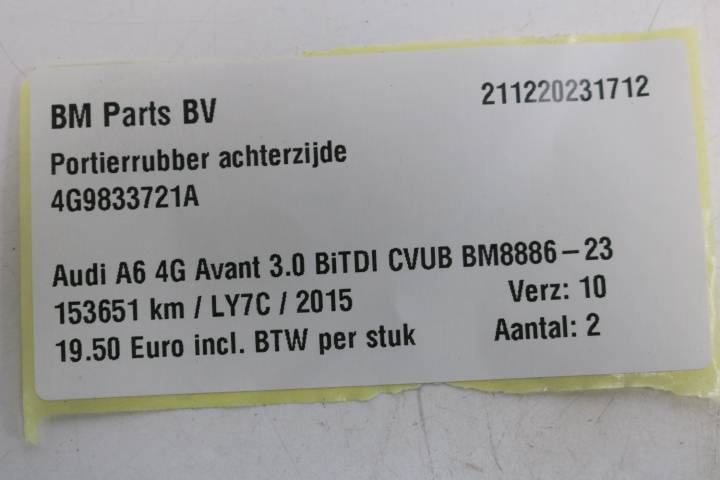 BM Parts BV 211220231712
Portierrubber achterzijde
4G9833721A
Audi A6 4G Avant 3.0 BiTDI CVUB BM8886-23
153651 km / LY7C / 2015 Verz: 10
19.50 Euro incl. BTW per stuk Aantal: 2